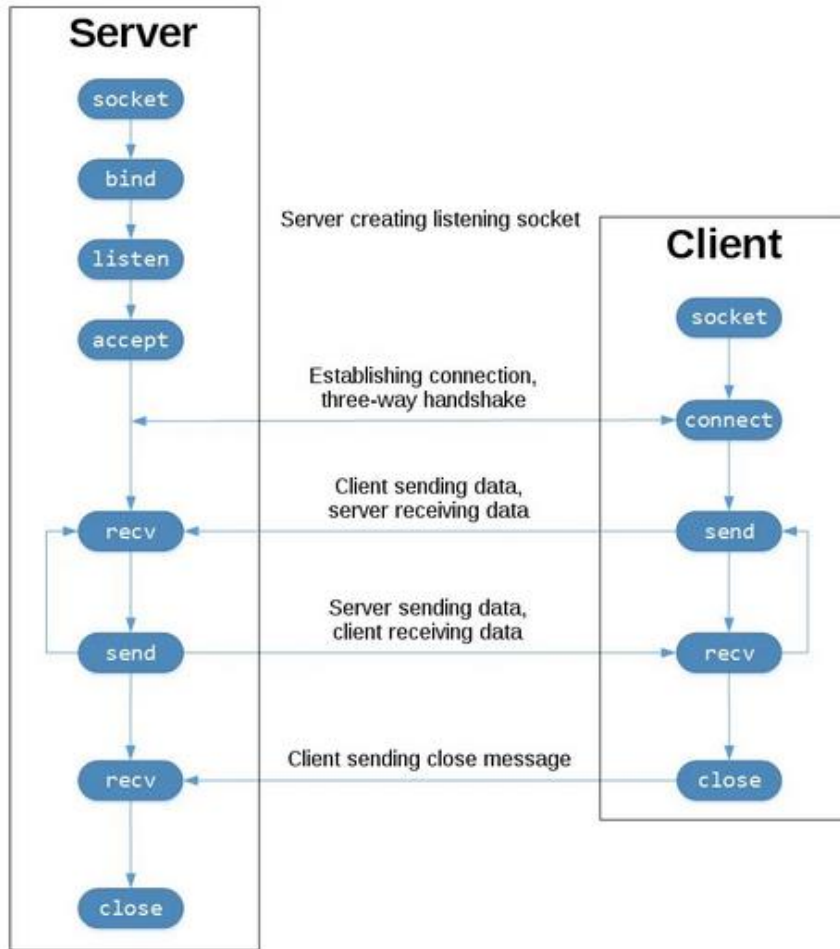 Server
socket
bind
listen
accept
recv
send
recv
close
Server creating listening socket
Establishing connection,
three-way handshake
Client sending data,
server receiving data
Server sending data,
client receiving data
Client sending close message
Client
socket
connect
send
recv
close